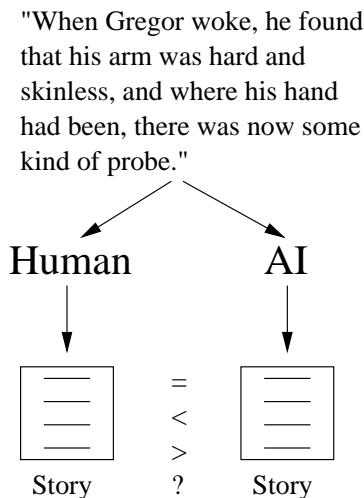 "When Gregor woke, he found
that his arm was hard and
skinless, and where his hand
had been, there was now some
kind of probe."
Human AI
=
<
>
Story ? Story